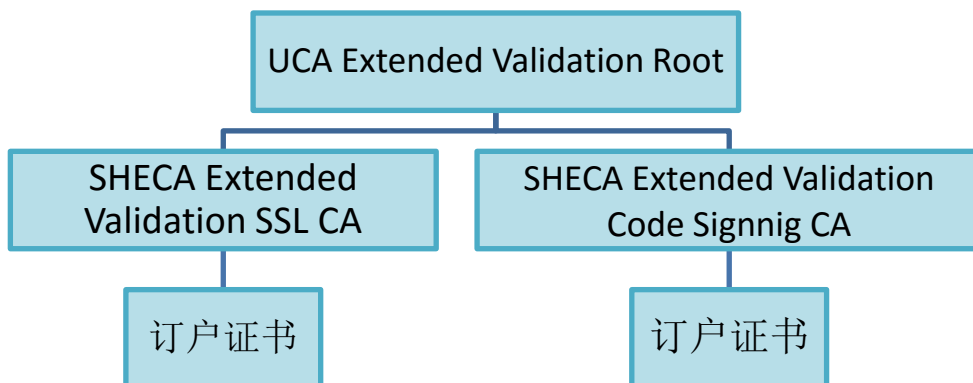 UCA Extended Validation Root
SHECA Extended
Validation SSL CA
SHECA Extended Validation
Code Signnig CA
订户证书
订户证书